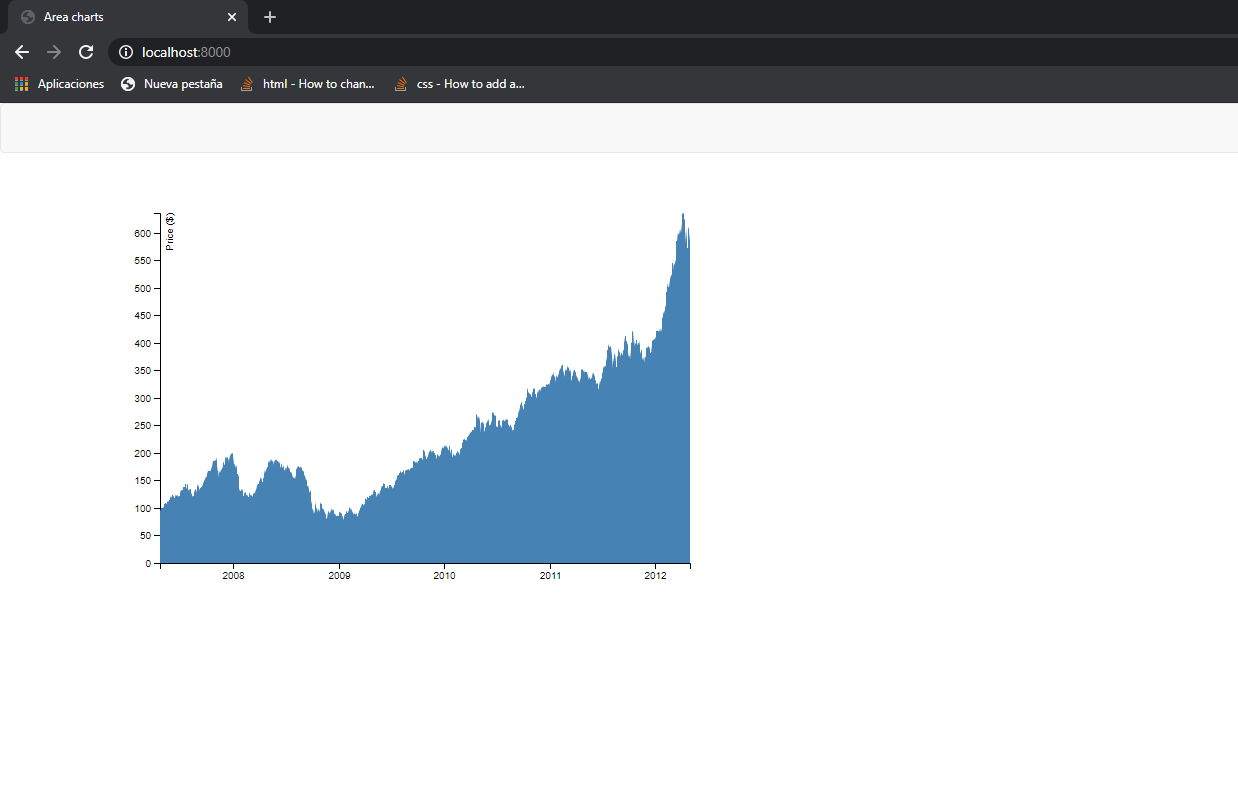 Area charts
localhost:8000
Aplicaciones Nueva pestaña html - How to chan... css - How to add a...
Price ($)
600
550
500
450
400
350
300
250
200
150
100
50
0
2008 2009 2010 2011 2012